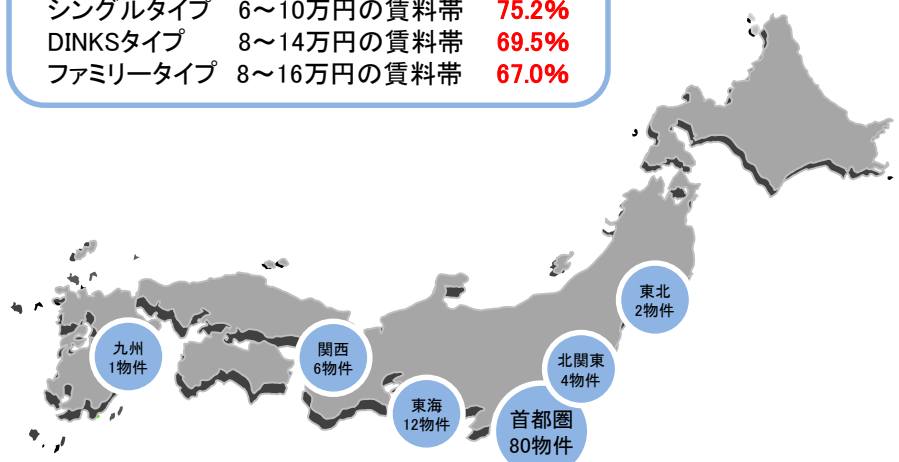 シングルタイプ 6～10万円の賃料帯 75.2%
DINKSタイプ 8～14万円の賃料帯 69.5%
ファミリータイプ 8～16万円の賃料帯 67.0%
東北
2物件
北関東
4物件
首都圏
80物件
東海
12物件
関西
6物件
九州
1物件